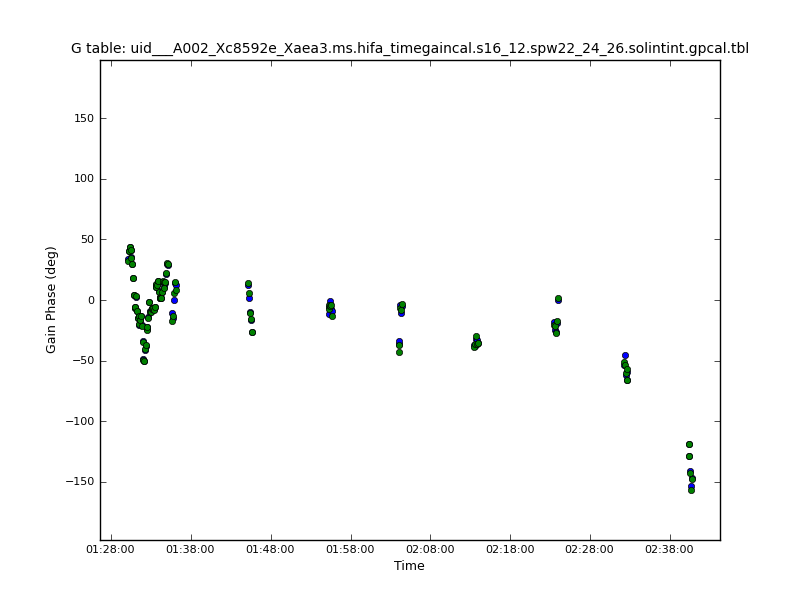 G table: uid___A002_Xc8592e_Xaea3.ms.hifa_timegaincal.s16_12.spw22_24_26.solintint.gpcal.tbl
150
100
50
0
−50
−100
−150
Gain Phase (deg)
01:28:00 01:38:00 01:48:00 01:58:00 02:08:00 02:18:00 02:28:00 02:38:00
Time